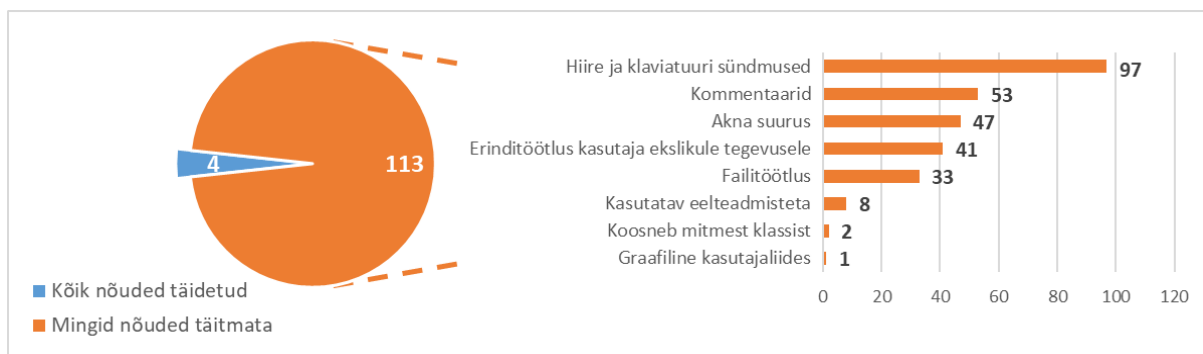 4
113
Kõik nõuded täidetud
Mingid nõuded täitmata
Hiire ja klaviatuuri sündmused 97
Kommentaarid 53
Akna suurus 47
Erinditöötlus kasutaja ekslikule tegevusele 41
Failitöötlus 33
Kasutatav eelteadmisteta 8
Koosneb mitmest klassist 2
Graafiline kasutajaliides 1
0 20 40 60 80 100 120